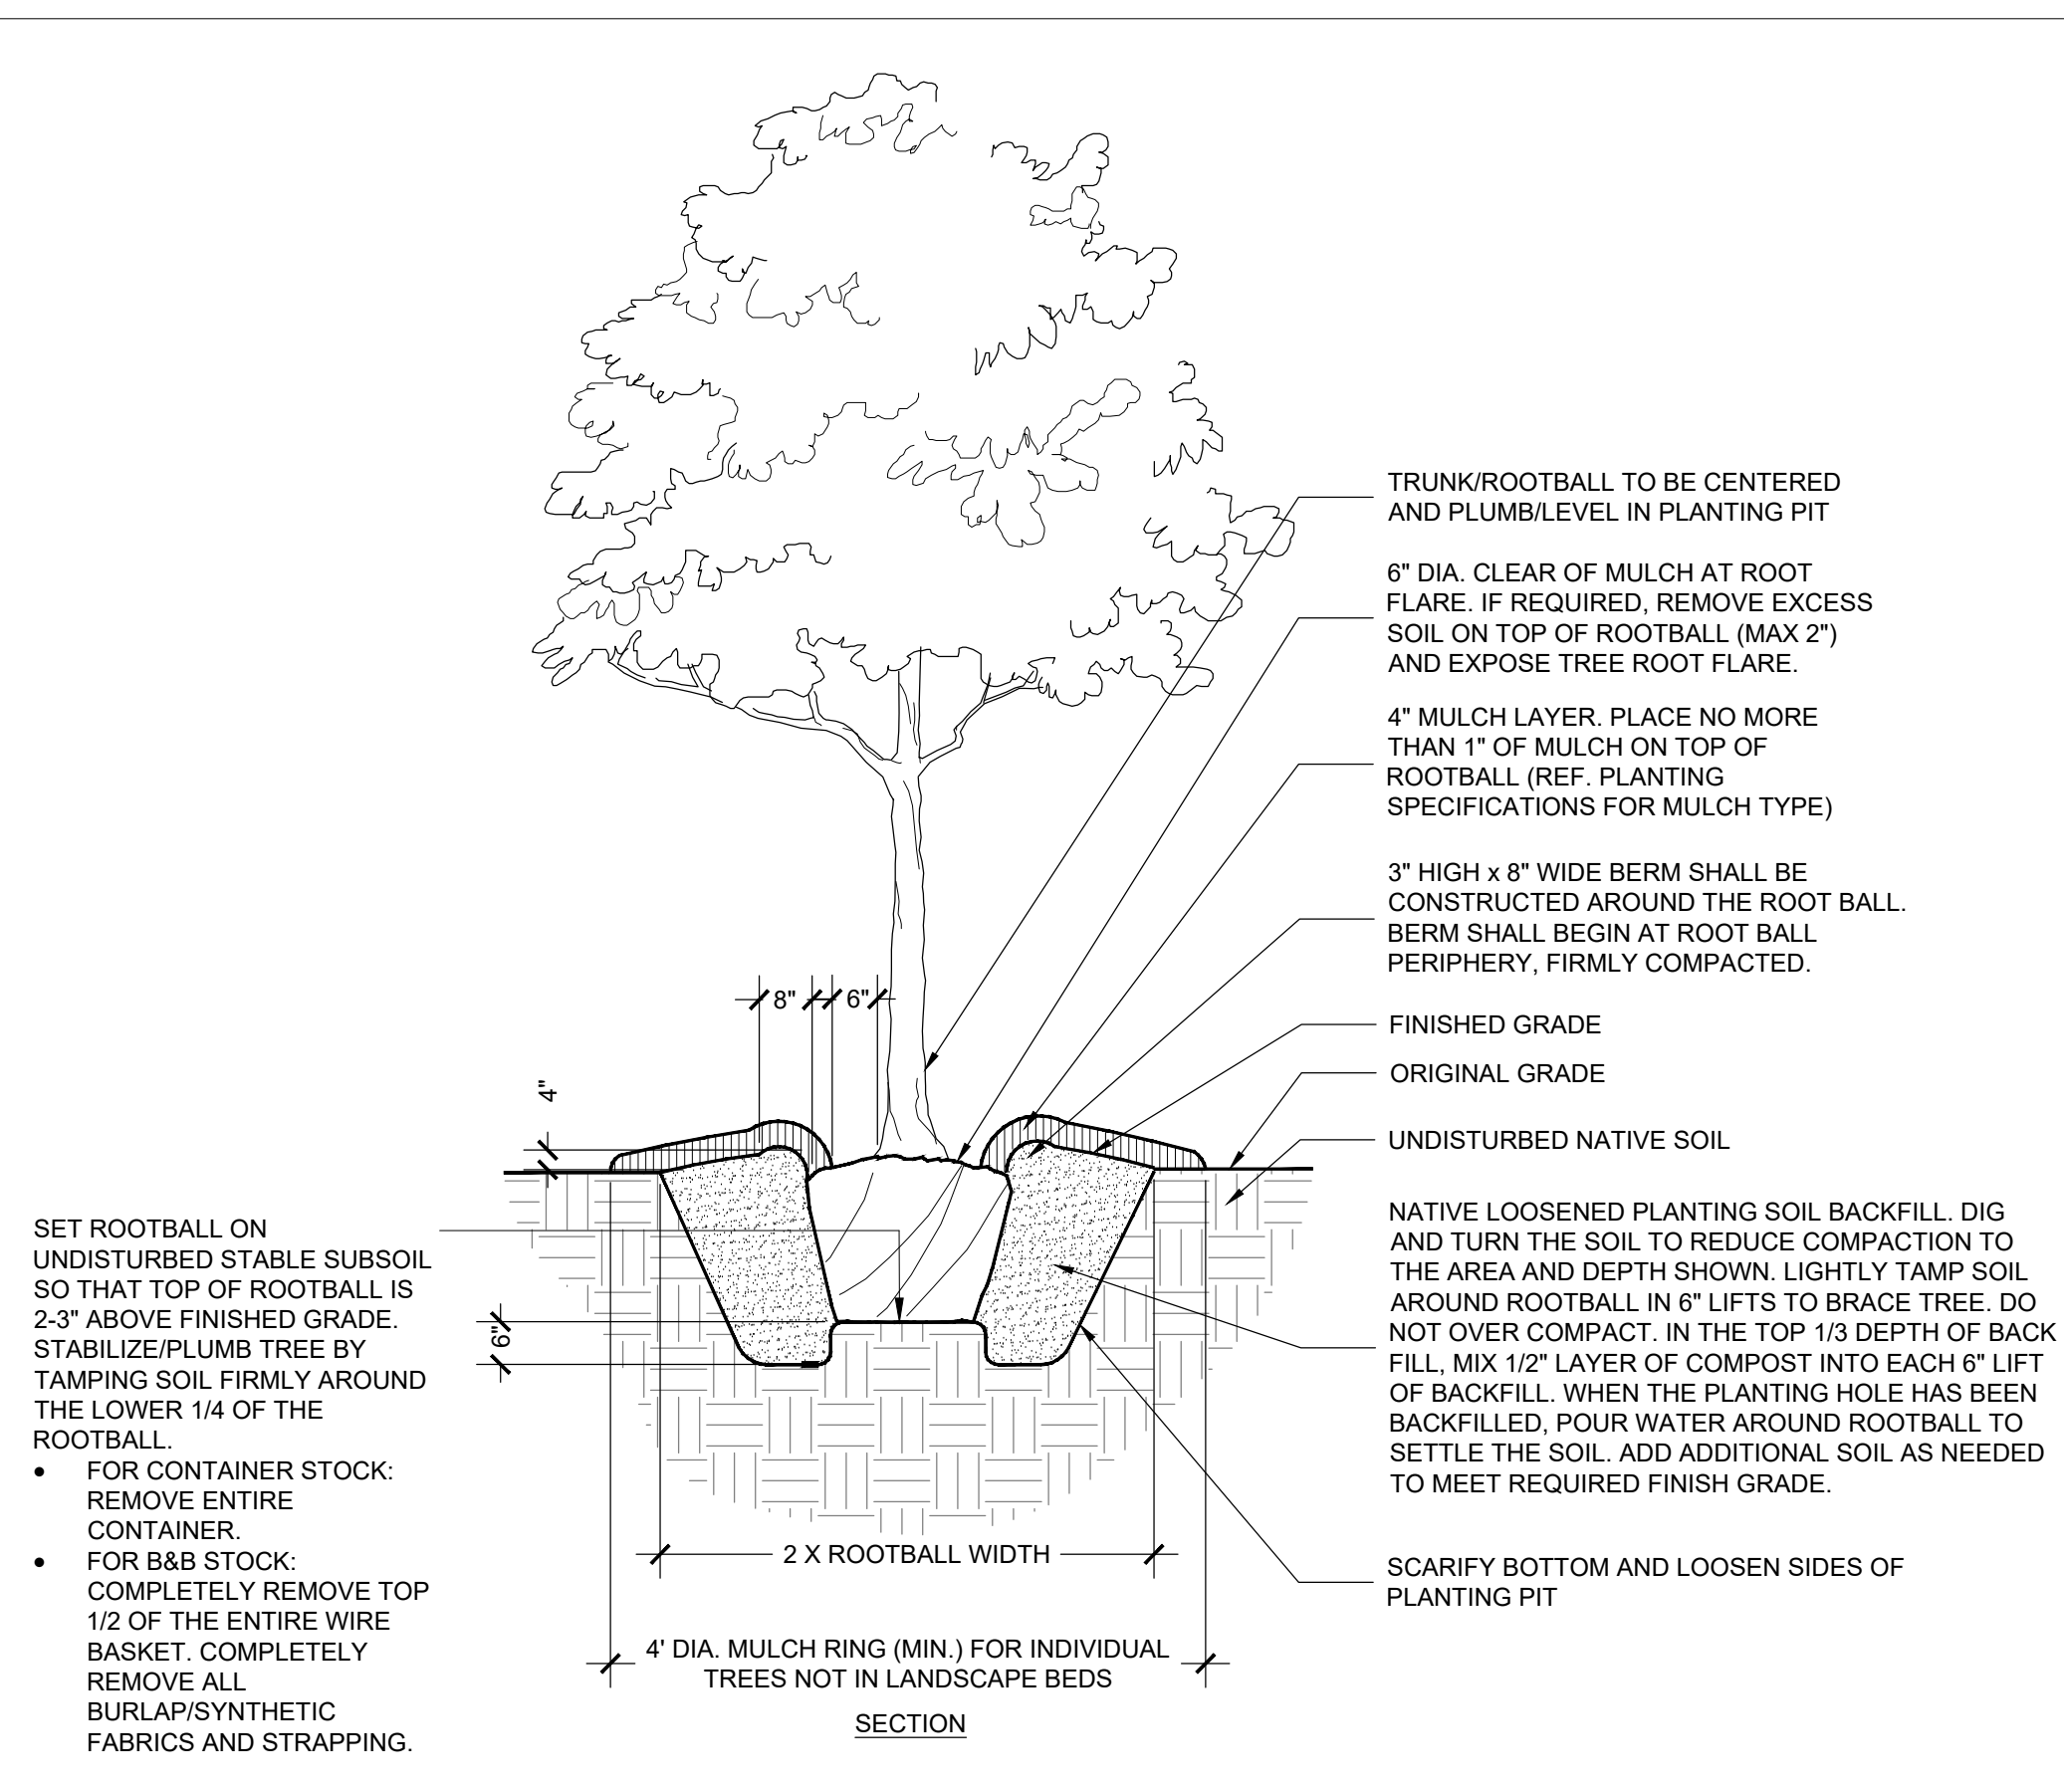 TRUNK/ROOTBALL TO BE CENTERED
AND PLUMB/LEVEL IN PLANTING PIT
6" DIA. CLEAR OF MULCH AT ROOT
FLARE. IF REQUIRED, REMOVE EXCESS
SOIL ON TOP OF ROOTBALL (MAX 2")
AND EXPOSE TREE ROOT FLARE.
4" MULCH LAYER. PLACE NO MORE
THAN 1" OF MULCH ON TOP OF
ROOTBALL (REF. PLANTING
SPECIFICATIONS FOR MULCH TYPE)
3" HIGH x 8" WIDE BERM SHALL BE
CONSTRUCTED AROUND THE ROOT BALL.
BERM SHALL BEGIN AT ROOT BALL
PERIPHERY, FIRMLY COMPACTED.
FINISHED GRADE
ORIGINAL GRADE
UNDISTURBED NATIVE SOIL
NATIVE LOOSENED PLANTING SOIL BACKFILL. DIG
AND TURN THE SOIL TO REDUCE COMPACTION TO
THE AREA AND DEPTH SHOWN. LIGHTLY TAMP SOIL
AROUND ROOTBALL IN 6" LIFTS TO BRACE TREE. DO
NOT OVER COMPACT. IN THE TOP 1/3 DEPTH OF BACK
FILL, MIX 1/2" LAYER OF COMPOST INTO EACH 6" LIFT
OF BACKFILL. WHEN THE PLANTING HOLE HAS BEEN
BACKFILLED, POUR WATER AROUND ROOTBALL TO
SETTLE THE SOIL. ADD ADDITIONAL SOIL AS NEEDED
TO MEET REQUIRED FINISH GRADE.
SCARIFY BOTTOM AND LOOSEN SIDES OF
PLANTING PIT
8"
6"
4"
6"
SET ROOTBALL ON
UNDISTURBED STABLE SUBSOIL
SO THAT TOP OF ROOTBALL IS
2-3" ABOVE FINISHED GRADE.
STABILIZE/PLUMB TREE BY
TAMPING SOIL FIRMLY AROUND
THE LOWER 1/4 OF THE
ROOTBALL.
• FOR CONTAINER STOCK:
REMOVE ENTIRE
CONTAINER.
• FOR B&B STOCK:
COMPLETELY REMOVE TOP
1/2 OF THE ENTIRE WIRE
BASKET. COMPLETELY
REMOVE ALL
BURLAP/SYNTHETIC
FABRICS AND STRAPPING.
2 X ROOTBALL WIDTH
4' DIA. MULCH RING (MIN.) FOR INDIVIDUAL
TREES NOT IN LANDSCAPE BEDS
SECTION